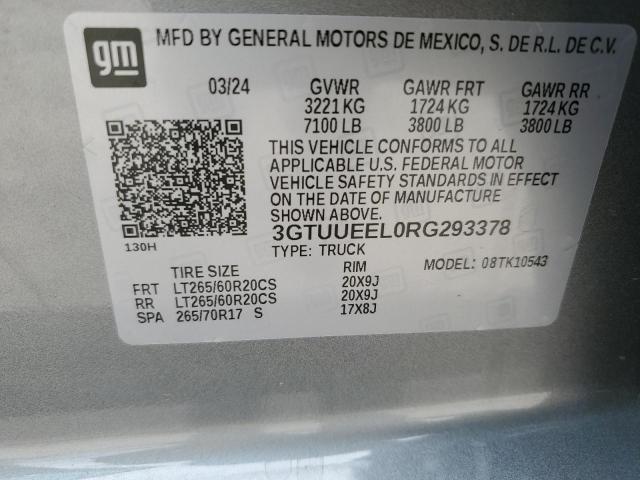 gm
MFD BY GENERAL MOTORS DE MEXICO, S. DE R.L. DE C.V.
03/24 GVWR GAWR FRT GAWR RR
3221 KG 1724 KG 1724 KG
7100 LB 3800 LB 3800 LB
THIS VEHICLE CONFORMS TO ALL
APPLICABLE U.S. FEDERAL MOTOR
VEHICLE SAFETY STANDARDS IN EFFECT
ON THE DATE OF MANUFACTURE
SHOWN ABOVE.
3GTUUEEL0RG293378
130H
TYPE: TRUCK
MODEL: 08TK10543
TIRE SIZE RIM
FRT LT265/60R20CS 20X9J
RR LT265/60R20CS 20X9J
SPA 265/70R17 S 17X8J